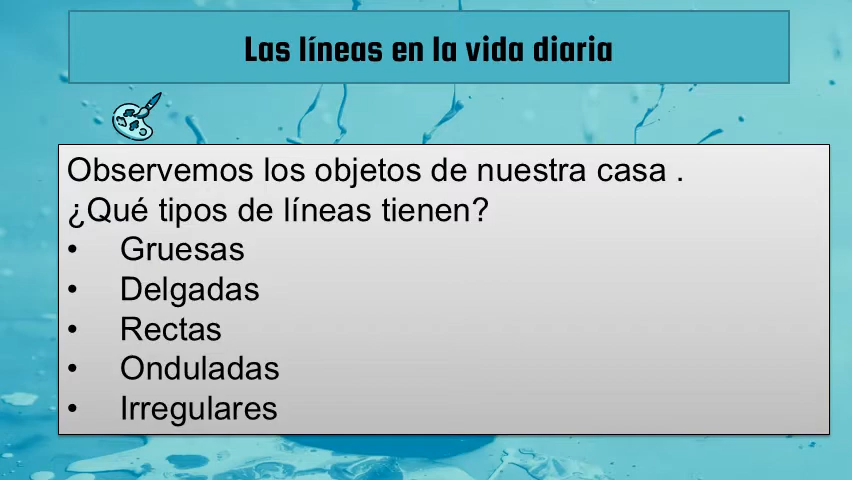 Las líneas en la vida diaria
Observemos los objetos de nuestra casa .
¿Qué tipos de líneas tienen?
• Gruesas
• Delgadas
• Rectas
• Onduladas
• Irregulares